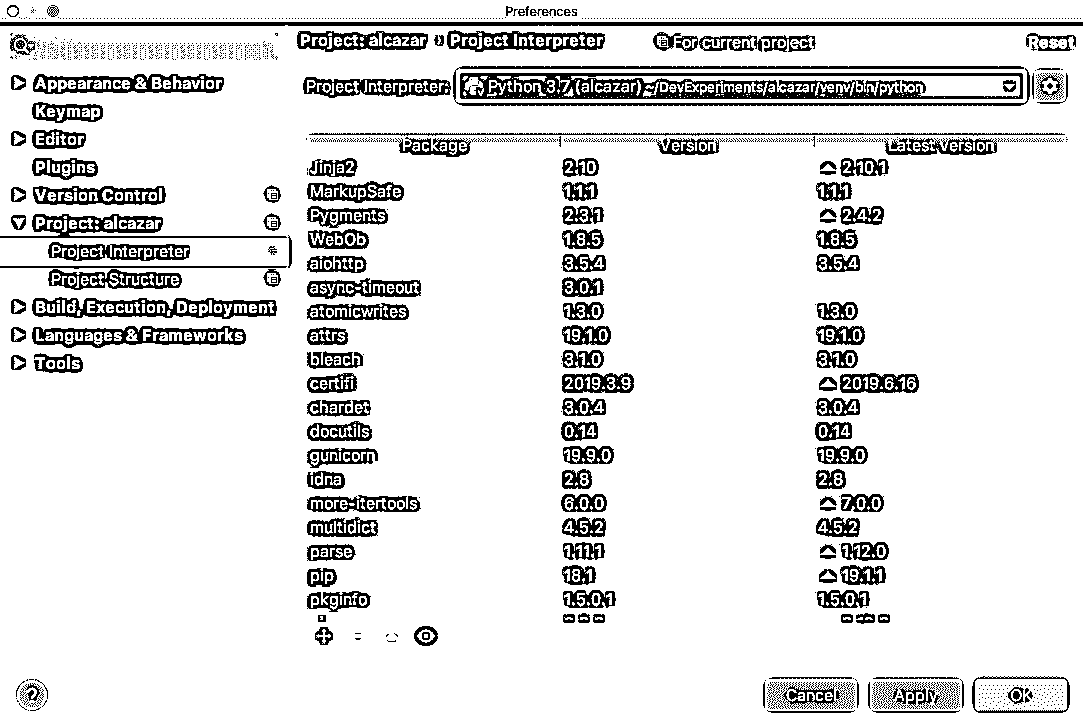 Preferences
Project: alcazar Project Interpreter For current project Reset
Appearance & Behavior
Keymap
Editor
Plugins
Version Control
Project: alcazar
Project Interpreter
Project Structure
Build, Execution, Deployment
Languages & Frameworks
Tools
Project Interpreter: Python 3.7 (alcazar) ~/DevExperiments/alcazar/venv/bin/python
Package Version Latest version
Jinja2 2.10 2.10.1
MarkupSafe 1.1.1 1.1.1
Pygments 2.3.1 2.4.2
WebOb 1.8.5 1.8.5
aiohttp 3.5.4 3.5.4
async-timeout 3.0.1
atomicwrites 1.3.0 1.3.0
attrs 19.1.0 19.1.0
bleach 3.1.0 3.1.0
certifi 2019.3.9 2019.6.16
chardet 3.0.4 3.0.4
docutils 0.14 0.14
gunicorn 19.9.0 19.9.0
idna 2.8 2.8
more-itertools 6.0.0 7.0.0
multidict 4.5.2 4.5.2
parse 1.11.1 1.12.0
pip 18.1 19.1.1
pkginfo 1.5.0.1 1.5.0.1
?
Cancel Apply OK